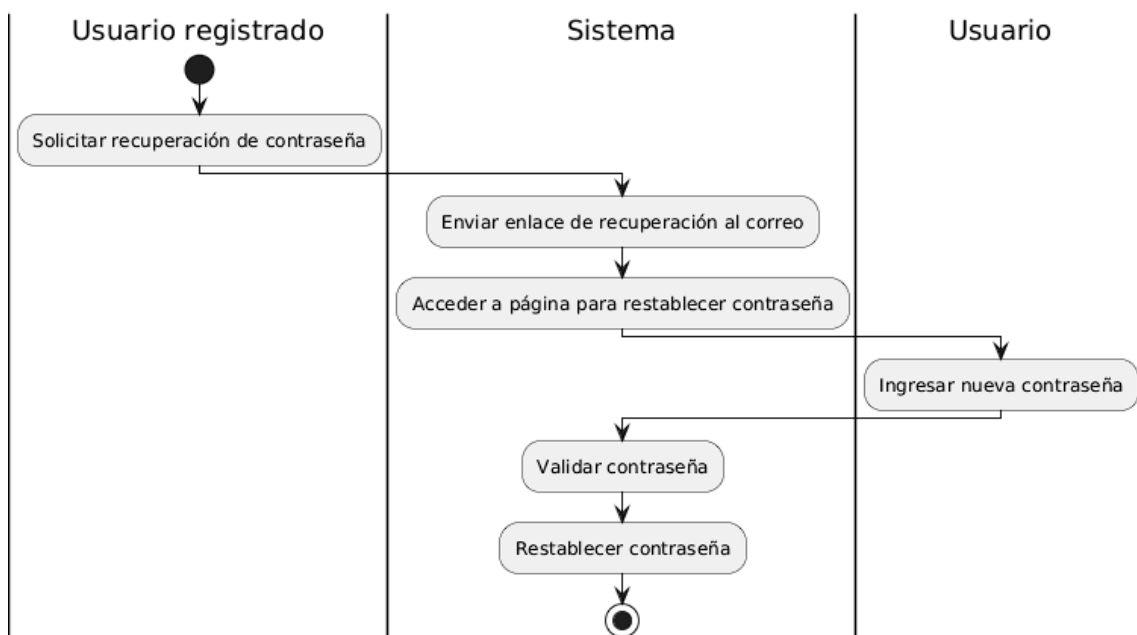 Usuario registrado
Sistema
Usuario
Solicitar recuperación de contraseña
Enviar enlace de recuperación al correo
Acceder a página para restablecer contraseña
Ingresar nueva contraseña
Validar contraseña
Restablecer contraseña